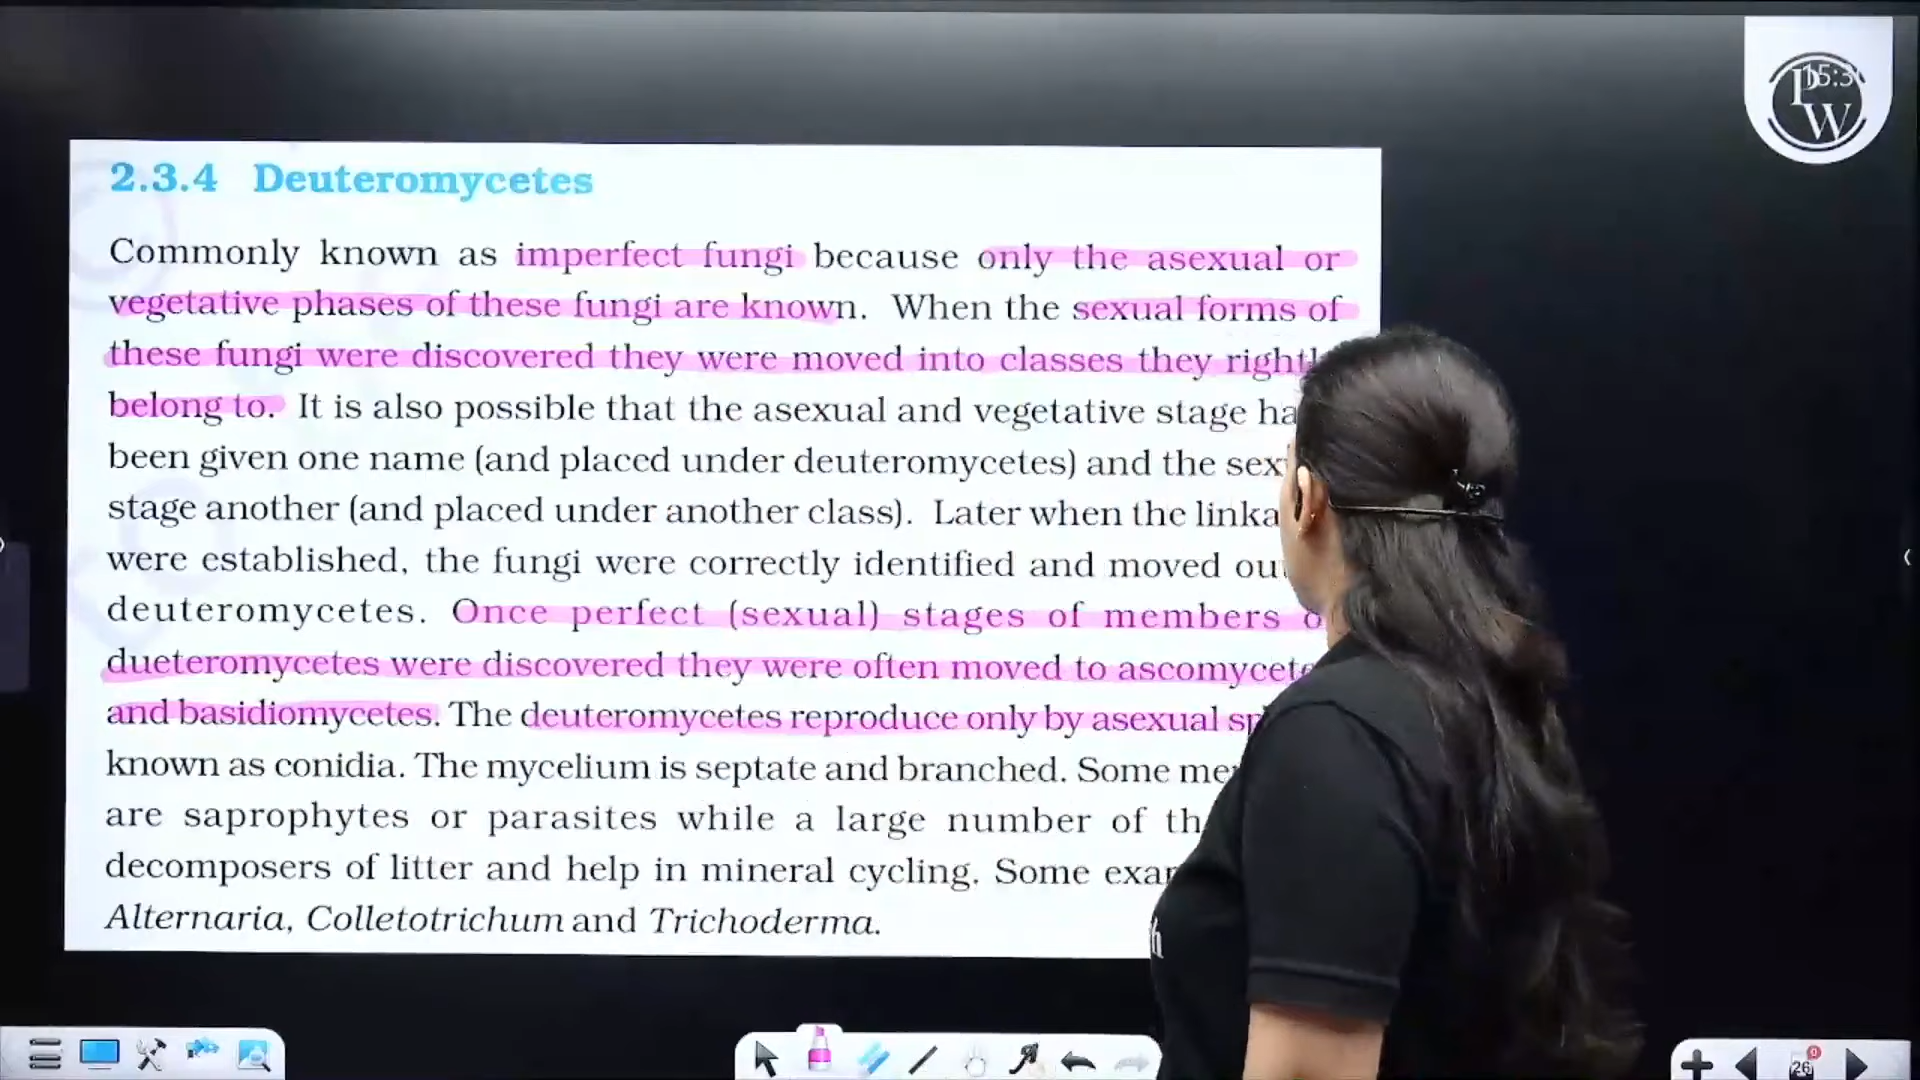 15:3
P
W
2.3.4 Deuteromycetes
Commonly known as imperfect fungi because only the asexual or
vegetative phases of these fungi are known. When the sexual forms of
these fungi were discovered they were moved into classes they right
belong to. It is also possible that the asexual and vegetative stage ha
been given one name (and placed under deuteromycetes) and the sex
stage another (and placed under another class). Later when the linka
were established, the fungi were correctly identified and moved ou
deuteromycetes. Once perfect (sexual) stages of members o
dueteromycetes were discovered they were often moved to ascomycete
and basidiomycetes. The deuteromycetes reproduce only by asexual sp
known as conidia. The mycelium is septate and branched. Some me
are saprophytes or parasites while a large number of th
decomposers of litter and help in mineral cycling. Some exa
Alternaria, Colletotrichum and Trichoderma.
h
26
0